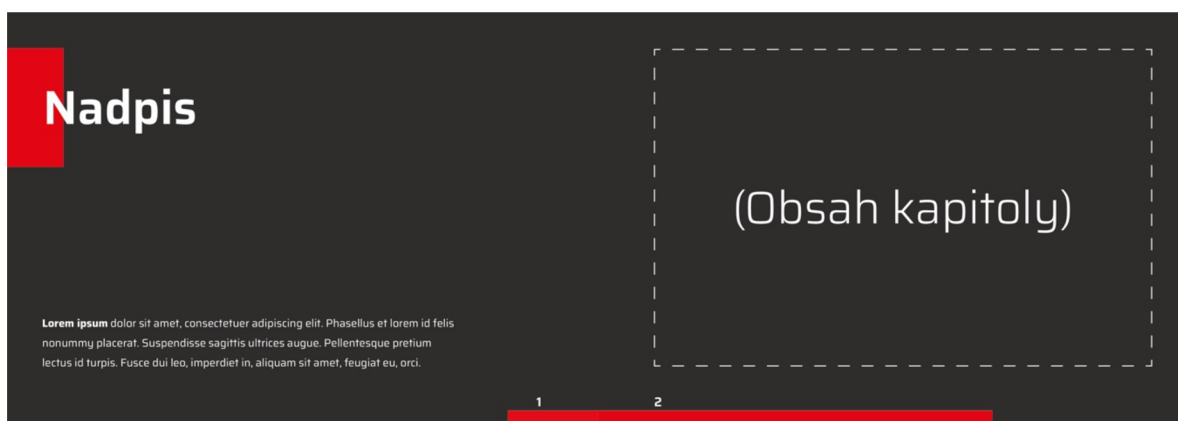 Nadpis
(Obsah kapitoly)
Lorem ipsum dolor sit amet, consectetuer adipiscing elit. Phasellus et lorem id felis
nonummy placerat. Suspendisse sagittis ultrices augue. Pellentesque pretium
lectus id turpis. Fusce dui leo, imperdiet in, aliquam sit amet, feugiat eu, orci.
1 2